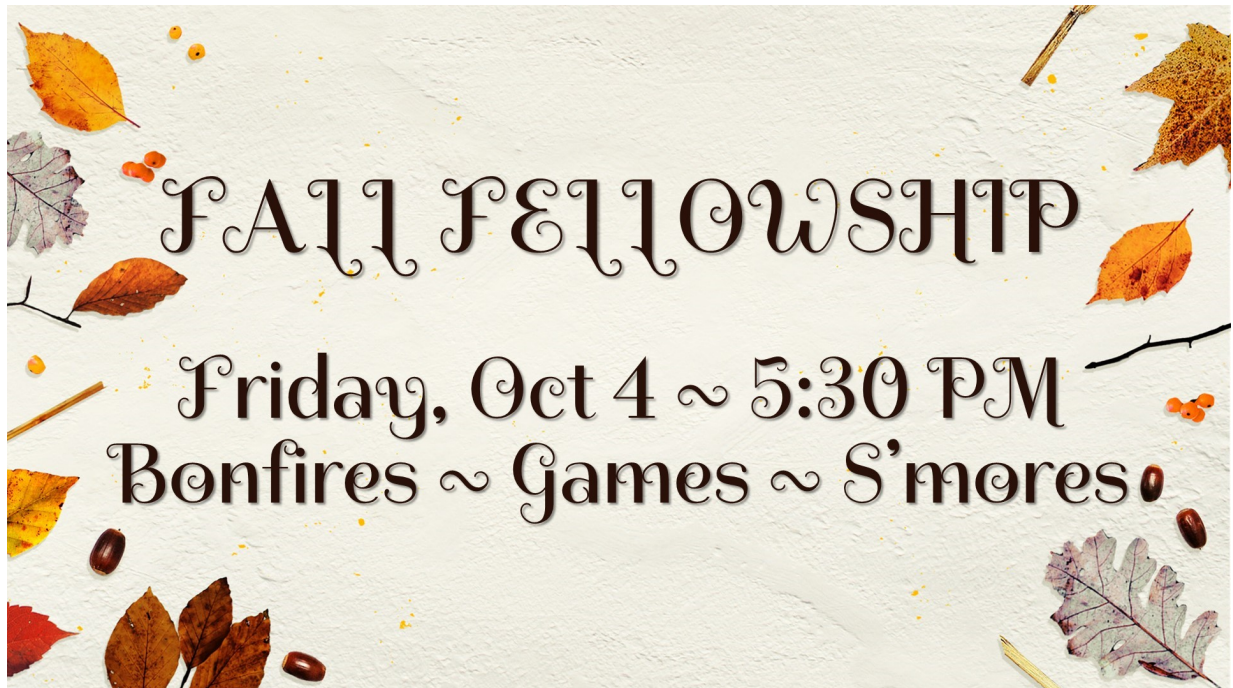 FALL FELLOWSHIP
Friday, Oct 4 ~ 5:30 PM
Bonfires ~ Games ~ S'mores